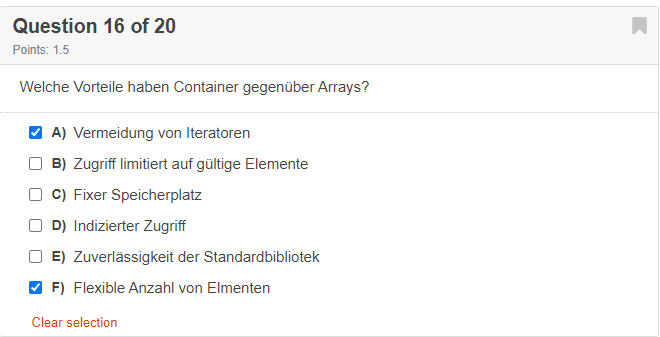 Question 16 of 20
Points: 1.5
Welche Vorteile haben Container gegenüber Arrays?
A) Vermeidung von Iteratoren
B) Zugriff limitiert auf gültige Elemente
C) Fixer Speicherplatz
D) Indizierter Zugriff
E) Zuverlässigkeit der Standardbibliotek
F) Flexible Anzahl von Elmenten
Clear selection